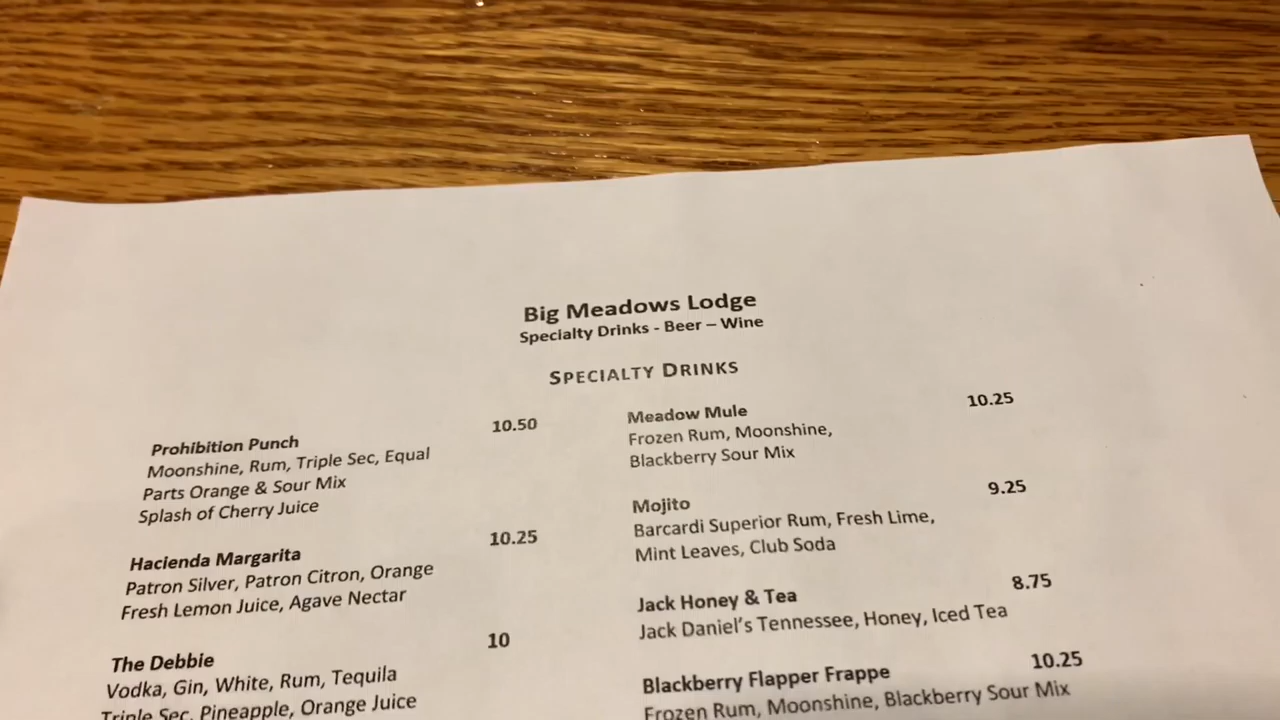 Big Meadows Lodge
Specialty Drinks - Beer – Wine
SPECIALTY DRINKS
Prohibition Punch 10.50
Moonshine, Rum, Triple Sec, Equal
Parts Orange & Sour Mix
Splash of Cherry Juice
Hacienda Margarita 10.25
Patron Silver, Patron Citron, Orange
Fresh Lemon Juice, Agave Nectar
The Debbie 10
Vodka, Gin, White, Rum, Tequila
Triple Sec, Pineapple, Orange Juice
Meadow Mule 10.25
Frozen Rum, Moonshine,
Blackberry Sour Mix
Mojito 9.25
Barcardi Superior Rum, Fresh Lime,
Mint Leaves, Club Soda
Jack Honey & Tea 8.75
Jack Daniel's Tennessee, Honey, Iced Tea
Blackberry Flapper Frappe 10.25
Frozen Rum, Moonshine, Blackberry Sour Mix